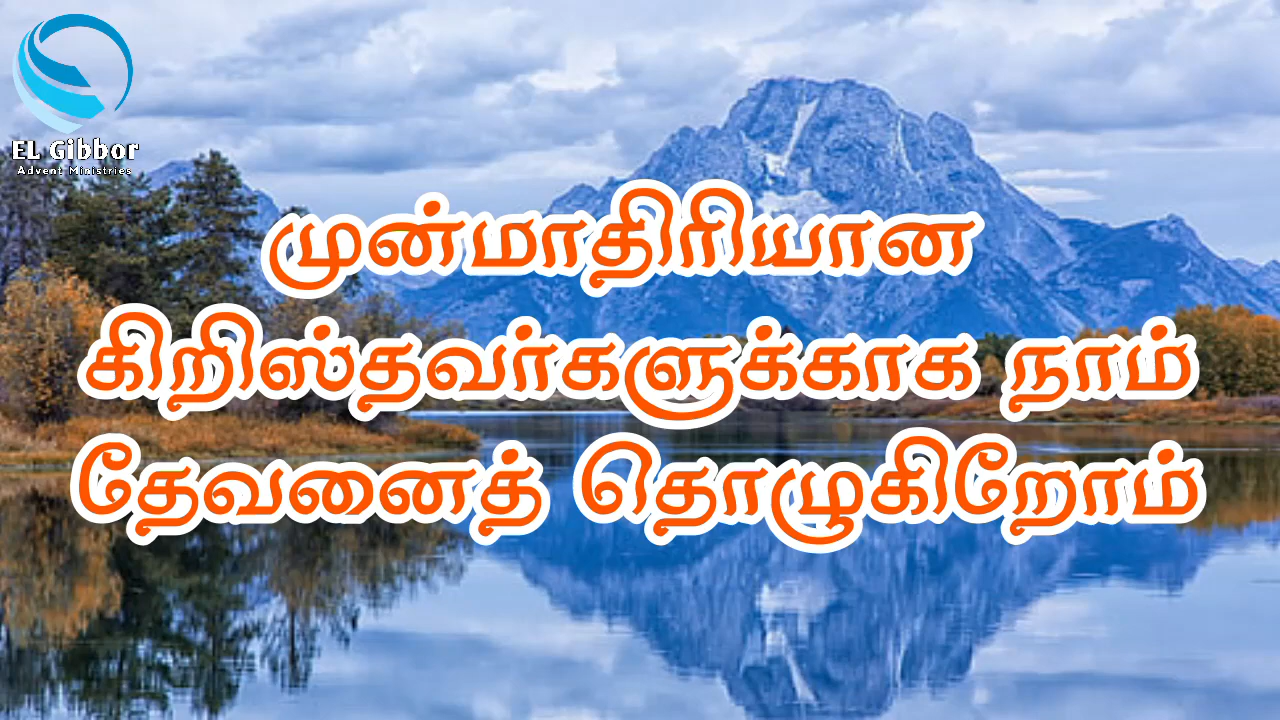 EL Gibbor
Advent Ministries
முன்மாதிரியான
கிறிஸ்தவர்களுக்காக நாம்
தேவனைத் தொழுகிறோம்